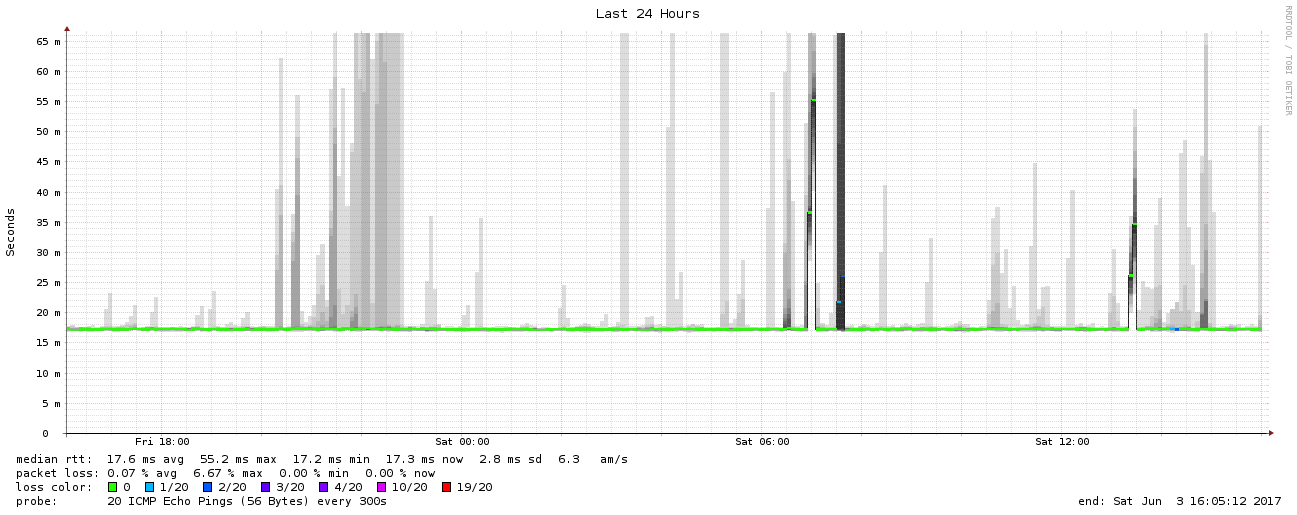 Last 24 Hours
RRDTOOL / TOBI OETIKER
Seconds
65 m
60 m
55 m
50 m
45 m
40 m
35 m
30 m
25 m
20 m
15 m
10 m
5 m
0
Fri 18:00 Sat 00:00 Sat 06:00 Sat 12:00
median rtt: 17.6 ms avg 55.2 ms max 17.2 ms min 17.3 ms now 2.8 ms sd 6.3 am/s
packet loss: 0.07 % avg 6.67 % max 0.00 % min 0.00 % now
loss color: 0 1/20 2/20 3/20 4/20 10/20 19/20
probe: 20 ICMP Echo Pings (56 Bytes) every 300s end: Sat Jun 3 16:05:12 2017